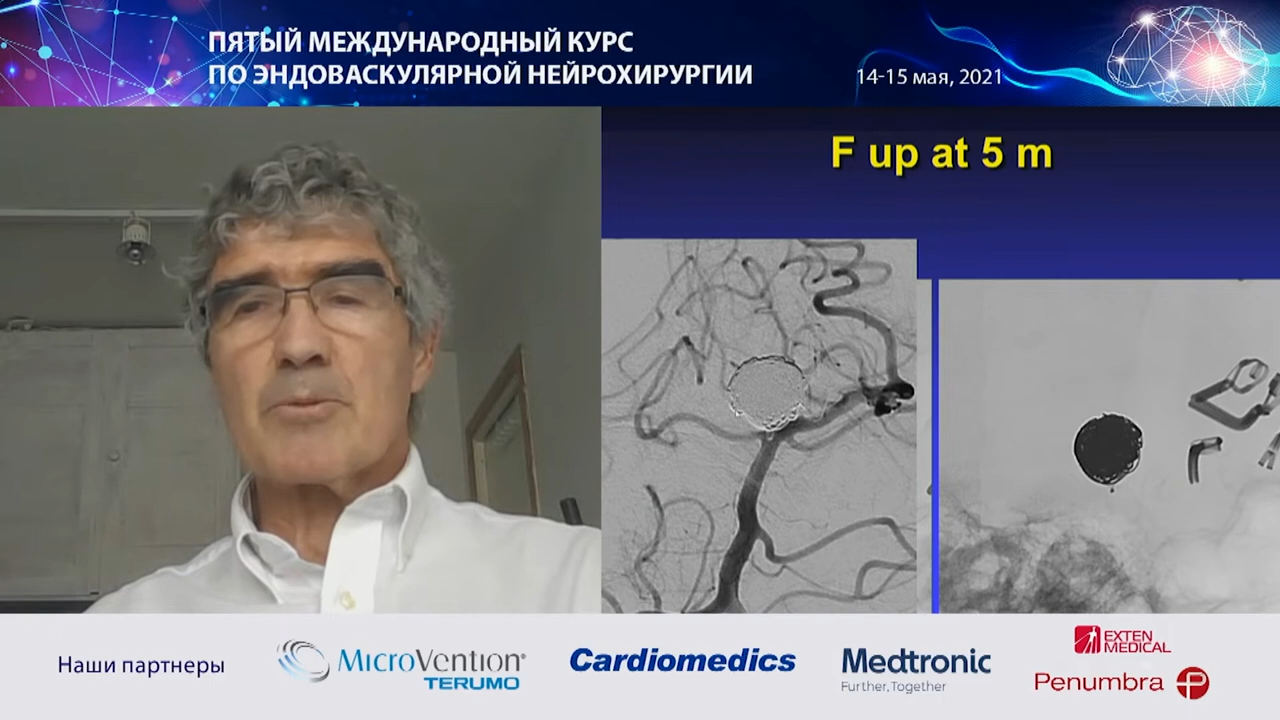 ПЯТЫЙ МЕЖДУНАРОДНЫЙ КУРС
ПО ЭНДОВАСКУЛЯРНОЙ НЕЙРОХИРУРГИИ
14-15 мая, 2021
F up at 5 m
Наши партнеры
MicroVention®
TERUMO
Cardiomedics
Medtronic
Further, Together
EXTEN
MEDICAL
Penumbra